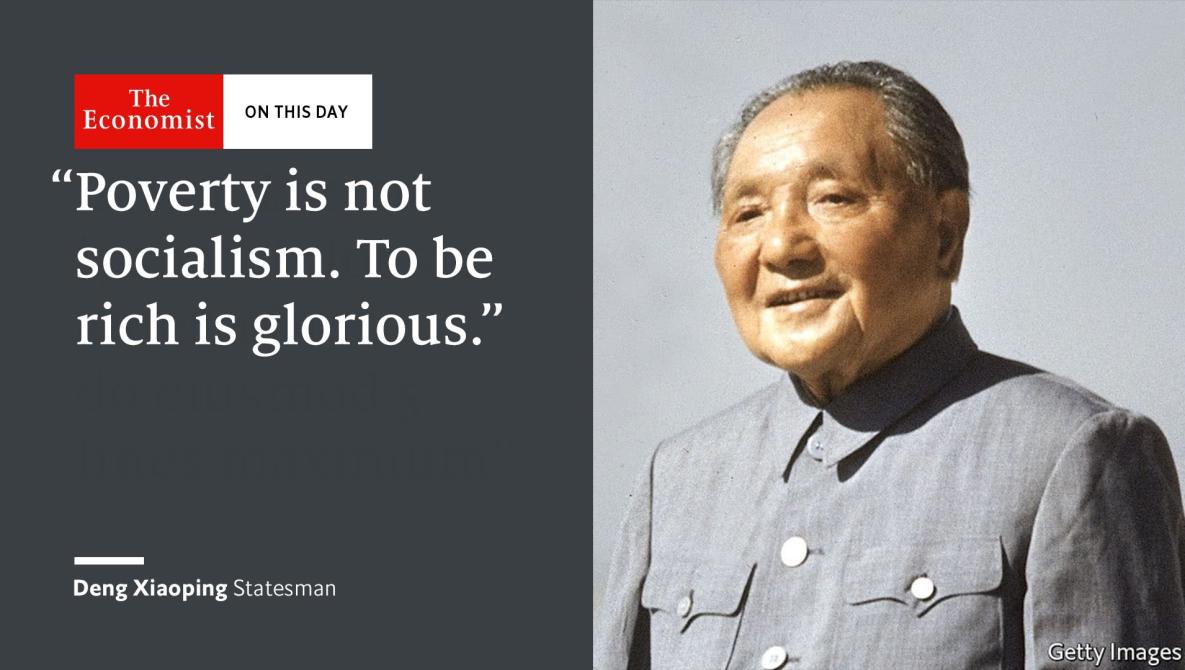 The
Economist
ON THIS DAY
“Poverty is not
socialism. To be
rich is glorious.”
Deng Xiaoping Statesman
Getty Images